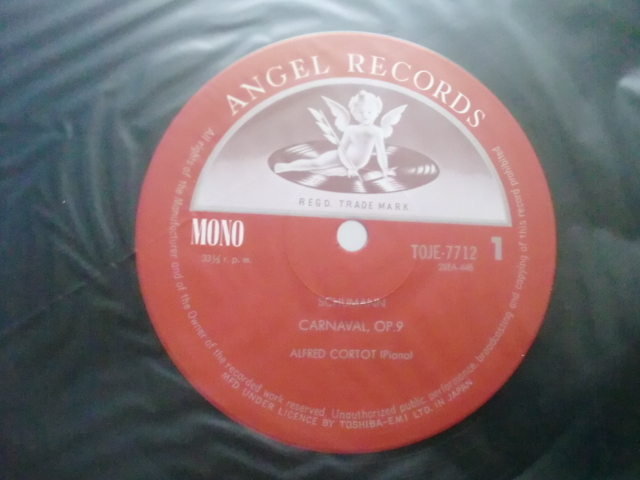 ANGEL RECORDS
REGD. TRADE MARK
MONO
33⅓ r. p. m.
TOJE-7712
1
SCHUMANN
CARNAVAL, OP.9
ALFRED CORTOT (Piano)
All rights of the Manufacturer and of the Owner of the recorded work reserved. Unauthorized public performance, broadcasting and copying of this record prohibited
MFD UNDER LICENCE BY TOSHIBA-EMI LTD. IN JAPAN